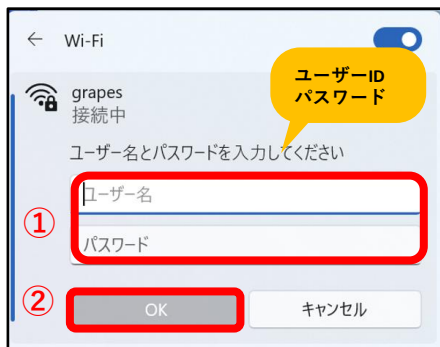 ← Wi-Fi
ユーザーID
パスワード
grapes
接続中
ユーザー名とパスワードを入力してください
① ユーザー名
パスワード
② OK キャンセル